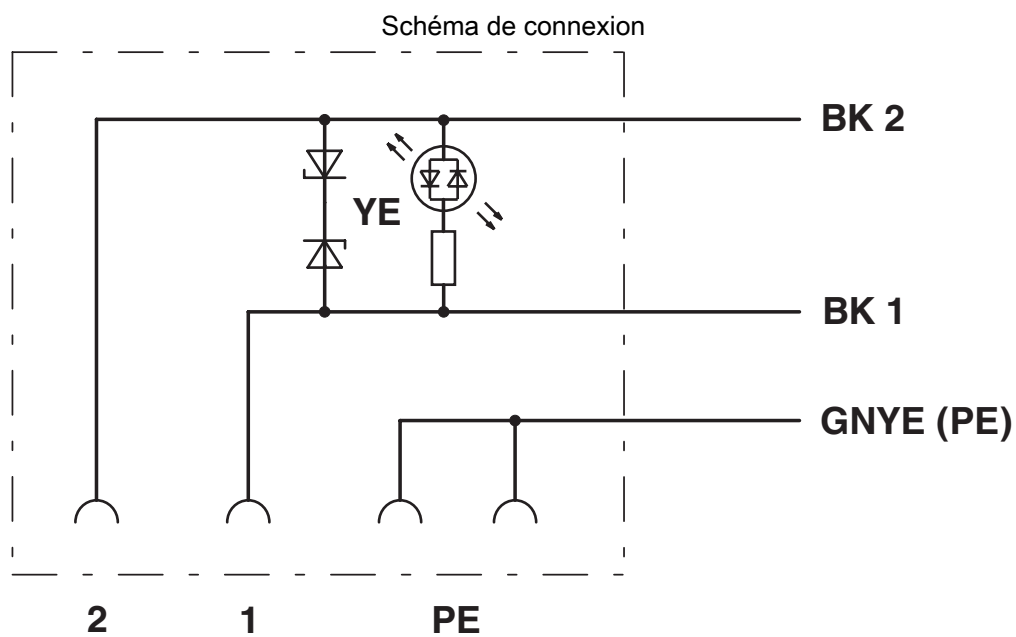 Schéma de connexion
BK 2
YE
BK 1
GNYE (PE)
2 1 PE